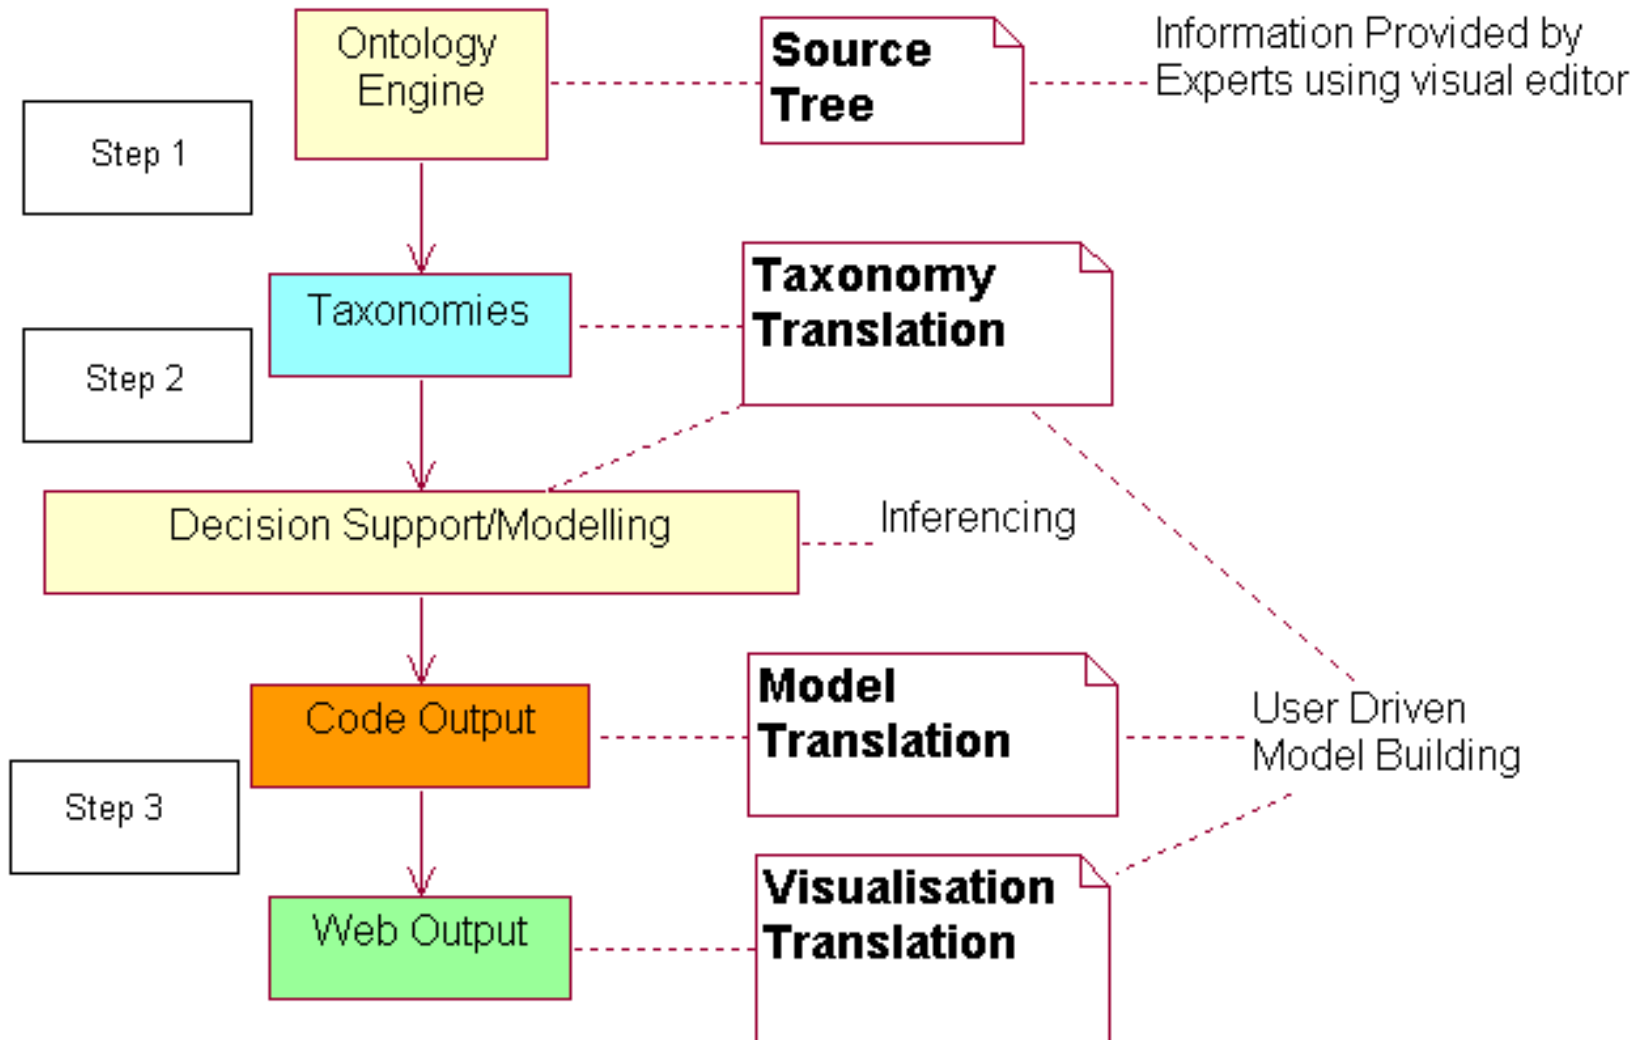 Ontology
Engine
Source
Tree
Information Provided by
Experts using visual editor
Step 1
Taxonomies
Taxonomy
Translation
Step 2
Decision Support/Modelling
Inferencing
Code Output
Model
Translation
User Driven
Model Building
Step 3
Web Output
Visualisation
Translation